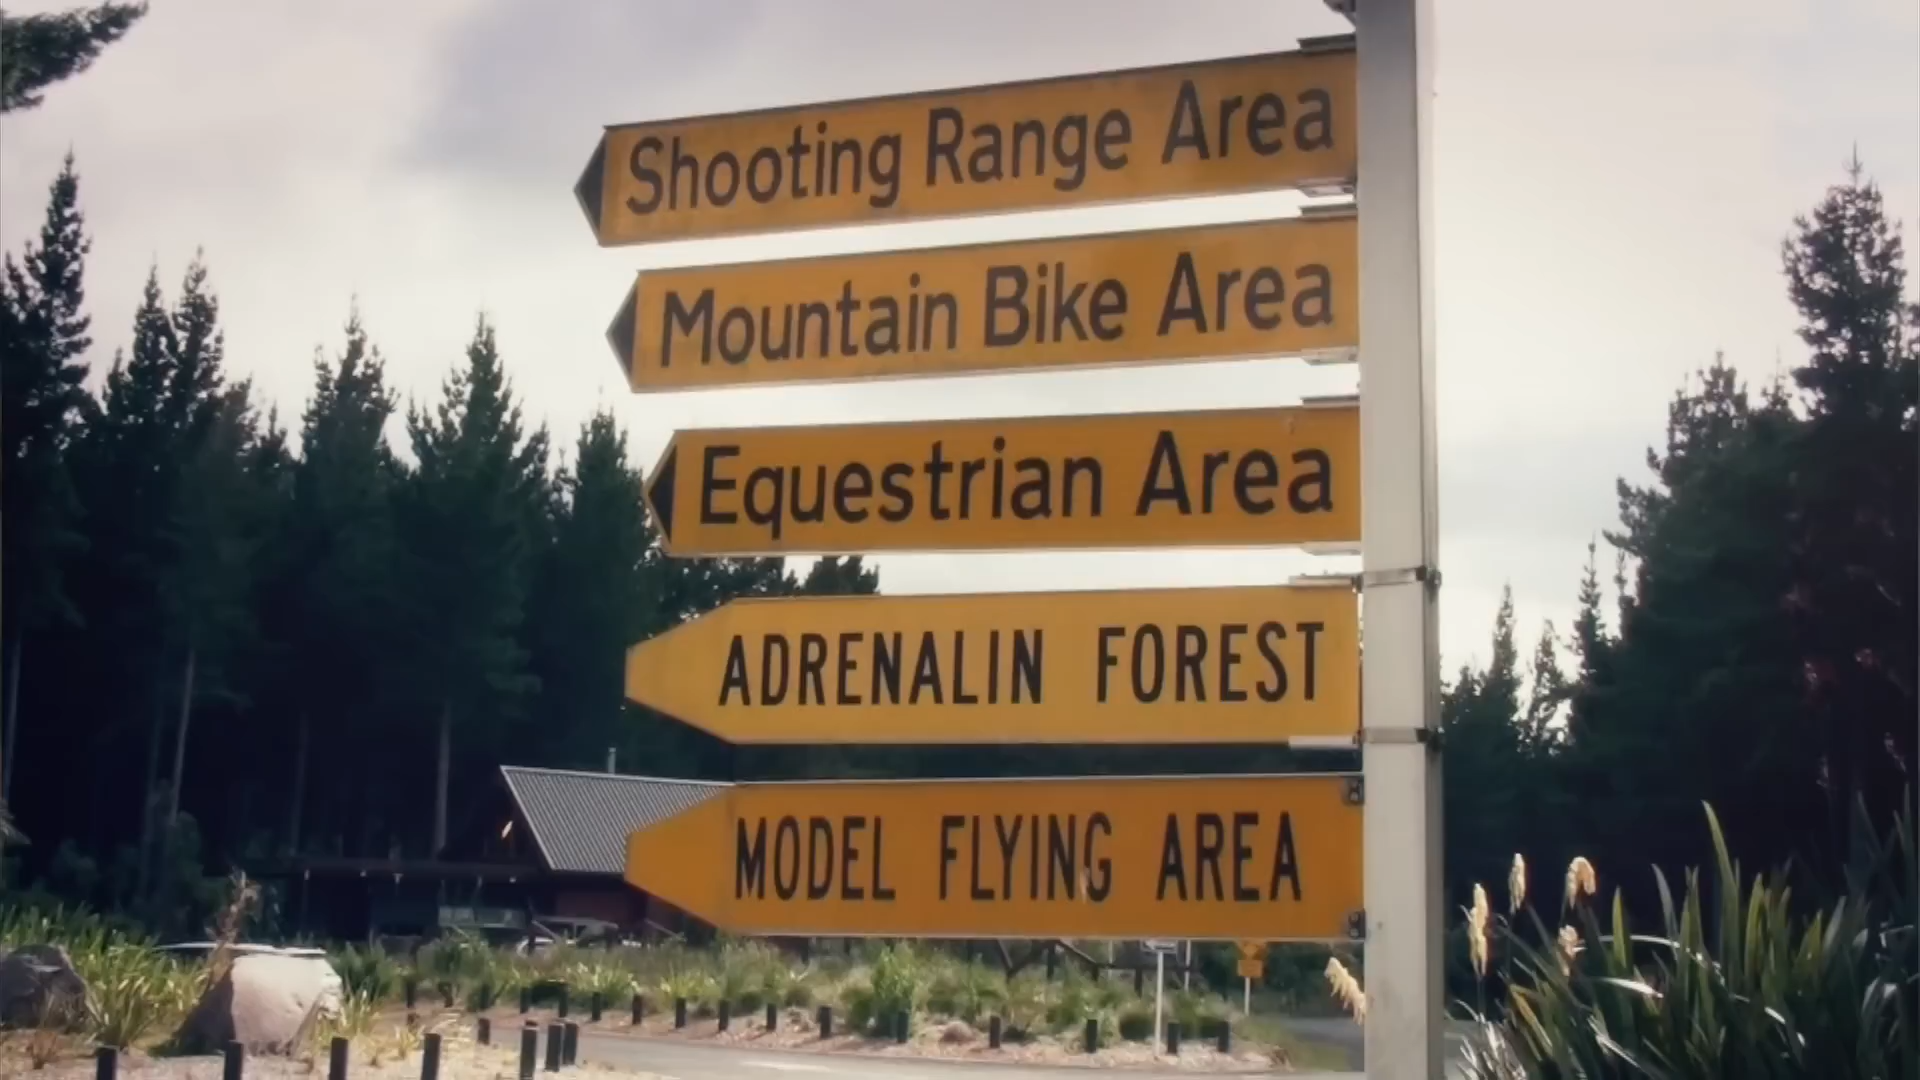 Shooting Range Area
Mountain Bike Area
Equestrian Area
ADRENALIN FOREST
MODEL FLYING AREA